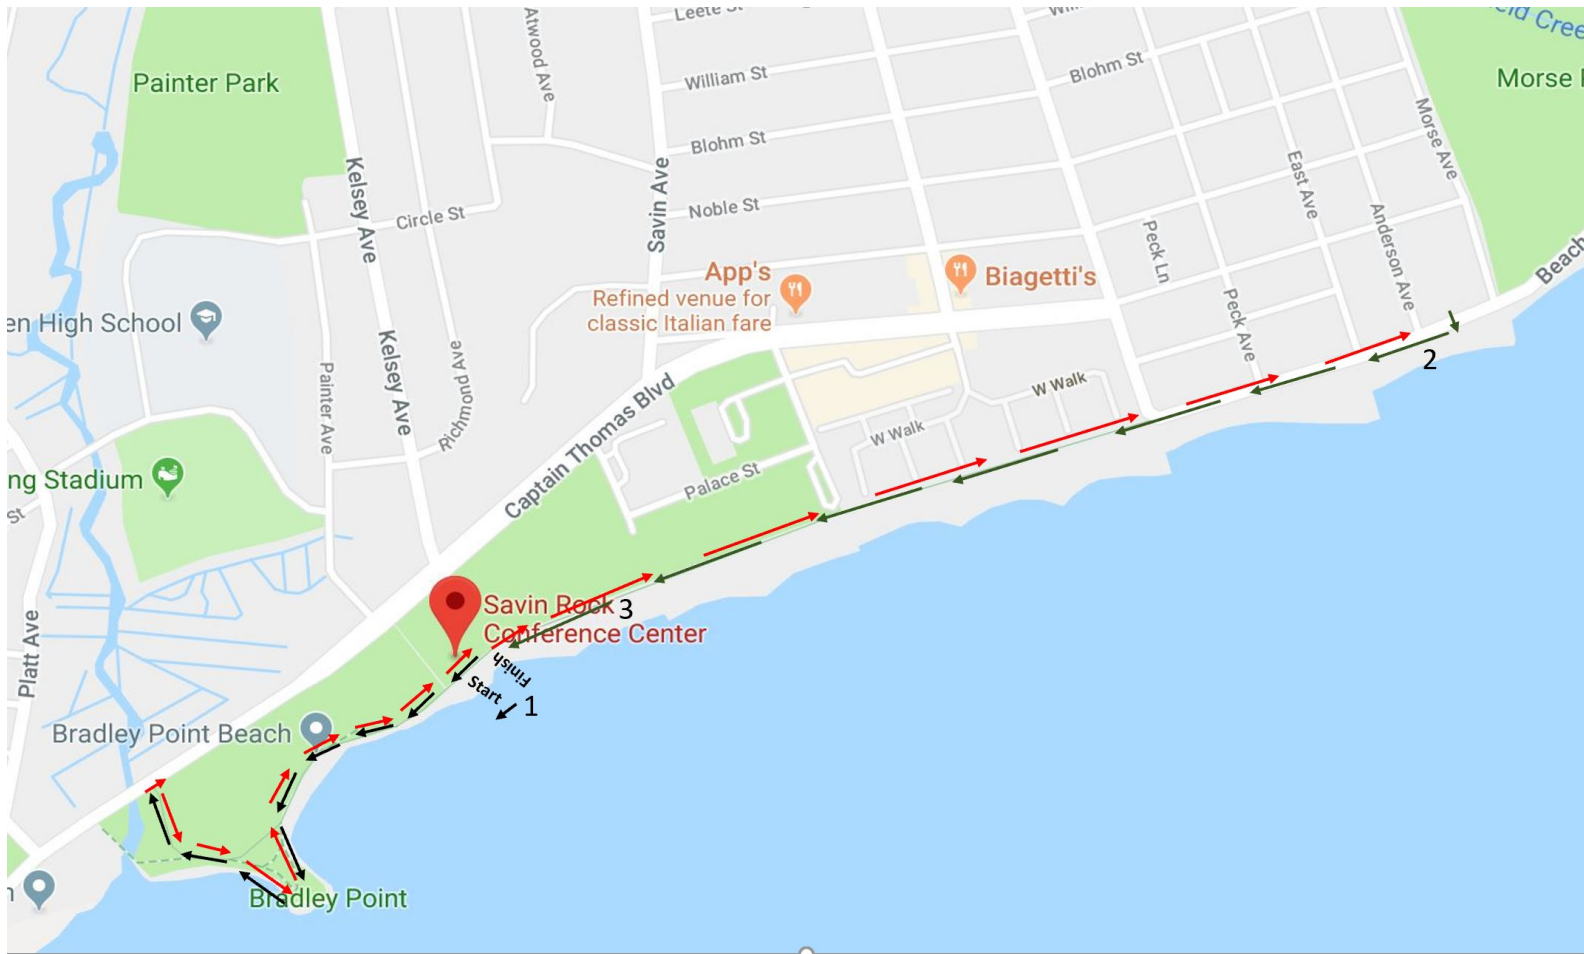 Leete St
Atwood Ave
William St
Blohm St
Painter Park
Morse
Blohm St
Morse Ave
Kelsey Ave
Savin Ave
Circle St
Noble St
East Ave
Anderson Ave
Peck Ln
Beach
App's
Refined venue for
classic Italian fare
Biagetti's
en High School
Peck Ave
Kelsey Ave
Richmond Ave
Painter Ave
2
W Walk
W Walk
Captain Thomas Blvd
Palace St
ng Stadium
St
Platt Ave
Savin Rock
Conference Center
3
Finish
Start
1
Bradley Point Beach
Bradley Point